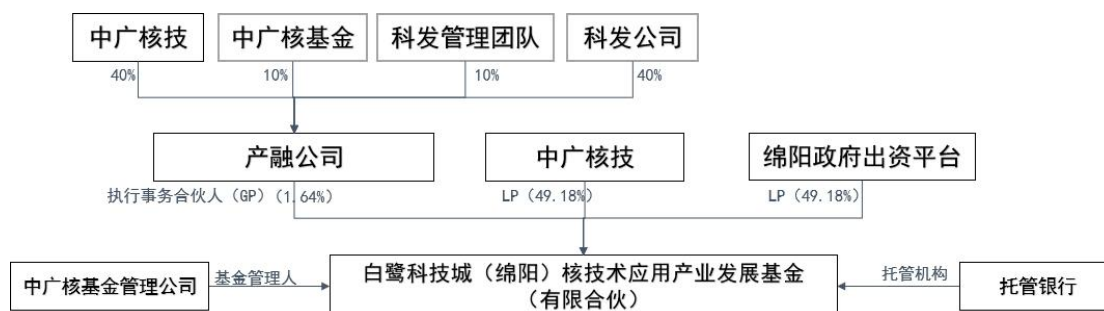 中广核技
中广核基金
科发管理团队
科发公司
40%
10%
10%
40%
产融公司
中广核技
绵阳政府出资平台
执行事务合伙人（GP）（1.64%）
LP（49.18%）
LP（49.18%）
中广核基金管理公司
基金管理人
白鹭科技城（绵阳）核技术应用产业发展基金
（有限合伙）
托管机构
托管银行